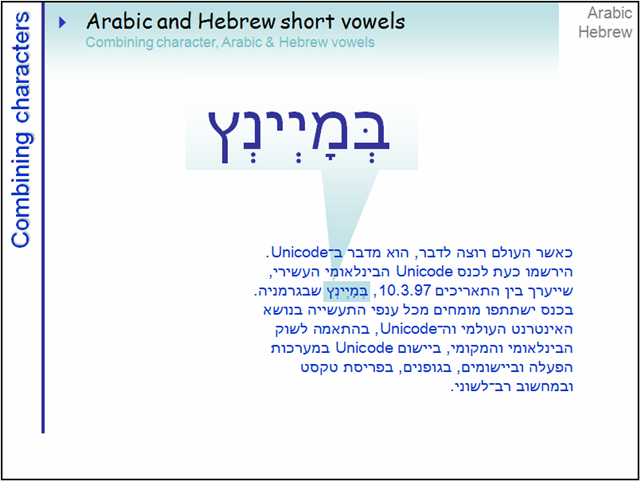 Combining characters
Arabic and Hebrew short vowels
Combining character, Arabic & Hebrew vowels
Arabic
Hebrew
בְּמָיְינְץ
כאשר העולם רוצה לדבר, הוא מדבר ב־Unicode.
הירשמו כעת לכנס Unicode הבינלאומי העשירי,
שייערך בין התאריכים 10.3.97, בְּמָיְינְץ שבגרמניה.
בכנס ישתתפו מומחים מכל ענפי התעשייה בנושא
האינטרנט העולמי וה־Unicode, בהתאמה לשוק
הבינלאומי והמקומי, ביישום Unicode במערכות
הפעלה וביישומים, בגופנים, בפריסת טקסט
ובמחשוב רב־לשוני.